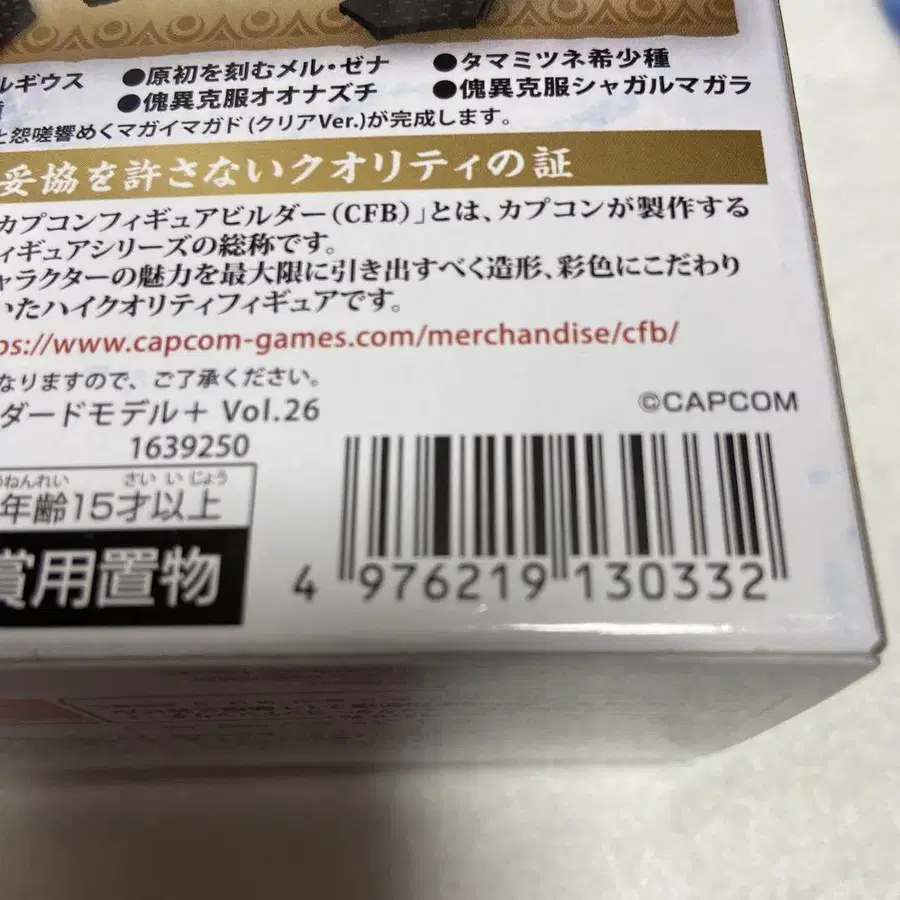 ルギウス ●原初を刻むメル・ゼナ ●タマミツネ希少種
●傀異克服オオナズチ ●傀異克服シャガルマガラ
と怨嗟響めくマガイマガド(クリアVer.)が完成します。
妥協を許さないクオリティの証
カプコンフィギュアビルダー(CFB)」とは、カプコンが製作する
ィギュアシリーズの総称です。
ャラクターの魅力を最大限に引き出すべく造形、彩色にこだわり
いたハイクオリティフィギュアです。
ps://www.capcom-games.com/merchandise/cfb/
なりますので、ご了承ください。
ダードモデル+ Vol.26
©CAPCOM
1639250
うねんれい さい い じょう
年齢15才以上
賞用置物
4 976219 130332